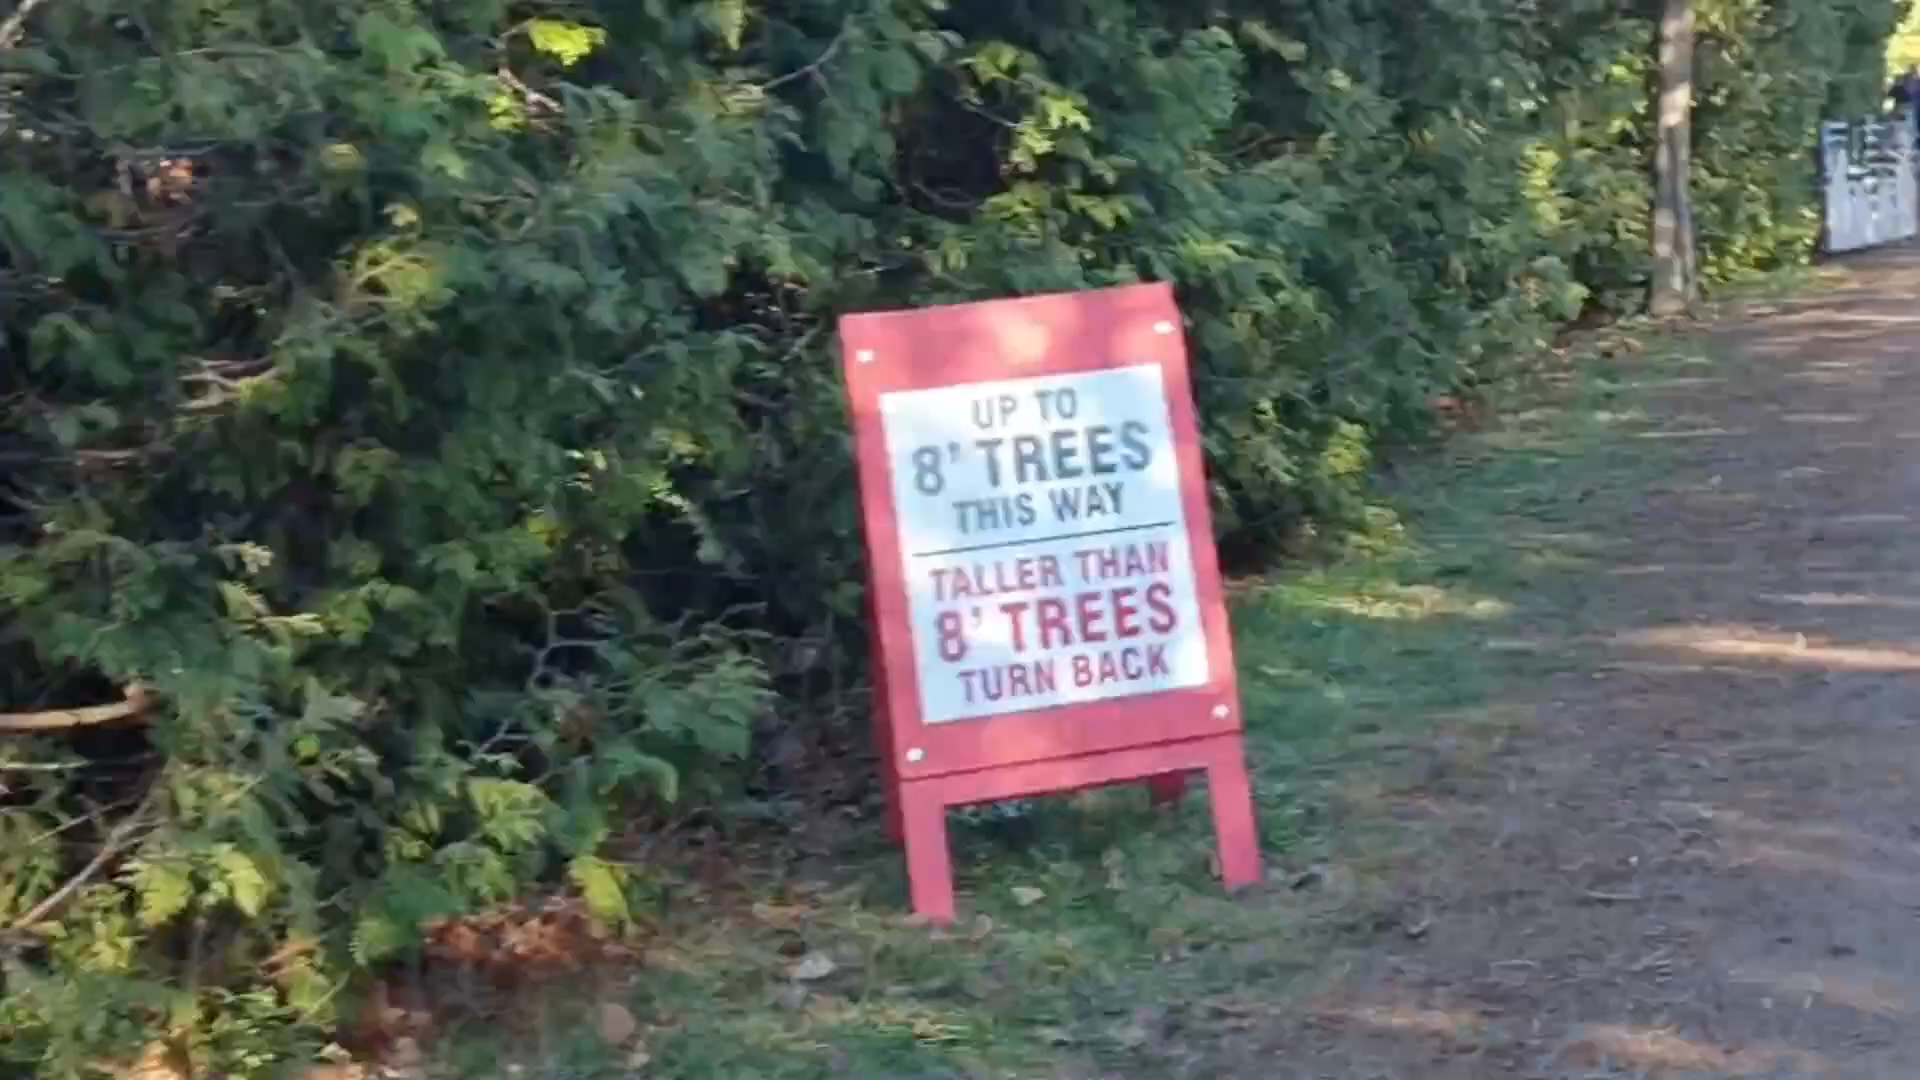 UP TO
8' TREES
THIS WAY
TALLER THAN
8' TREES
TURN BACK